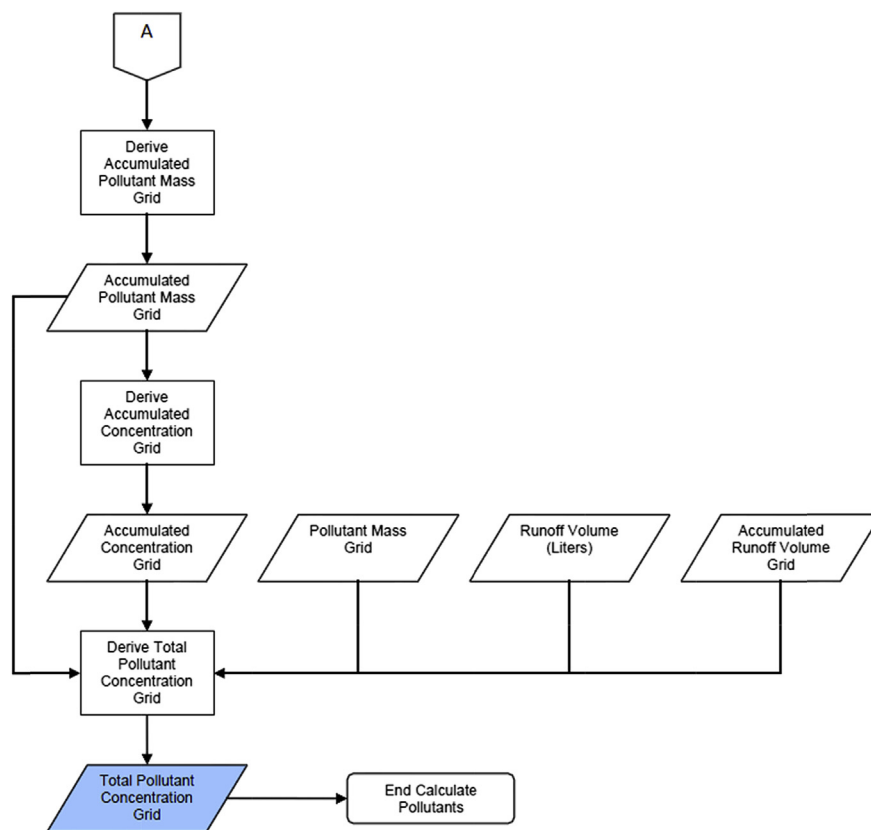 A
Derive
Accumulated
Pollutant Mass
Grid
Accumulated
Pollutant Mass
Grid
Derive
Accumulated
Concentration
Grid
Accumulated
Concentration
Grid
Pollutant Mass
Grid
Runoff Volume
(Liters)
Accumulated
Runoff Volume
Grid
Derive Total
Pollutant
Concentration
Grid
Total Pollutant
Concentration
Grid
End Calculate
Pollutants